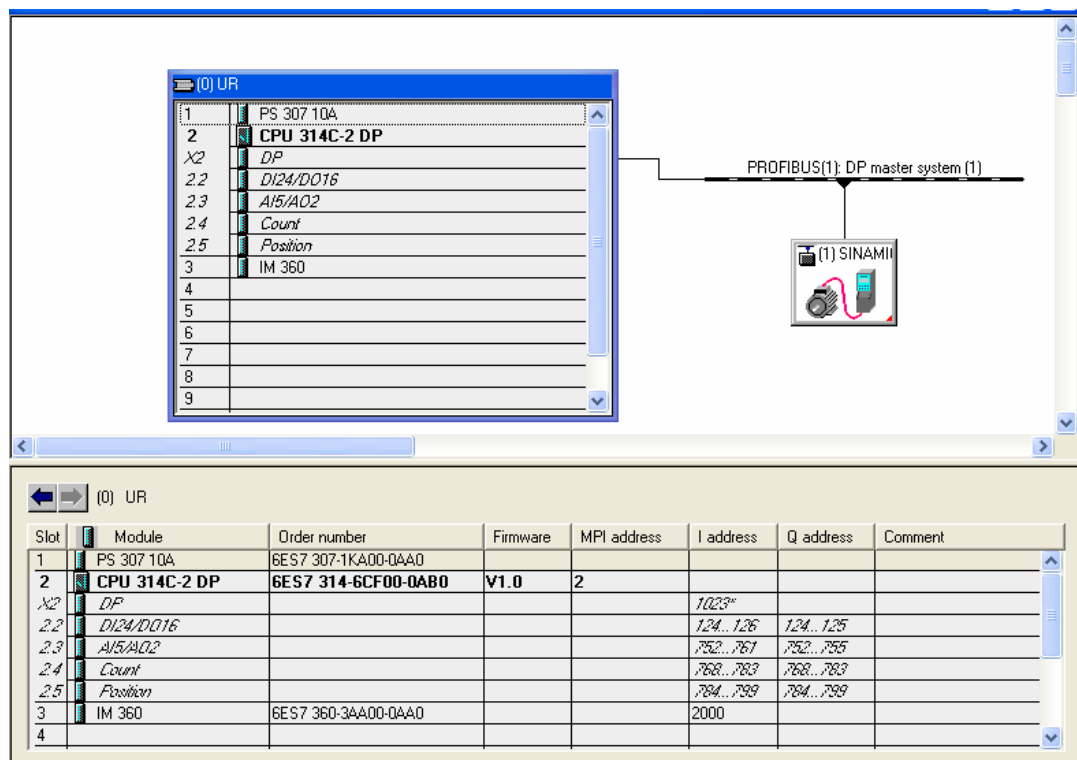 (0) UR
1 PS 307 10A
2 CPU 314C-2 DP
X2 DP
2.2 DI24/DO16
2.3 AI5/AO2
2.4 Count
2.5 Position
3 IM 360
4
5
6
7
8
9
PROFIBUS(1): DP master system (1)
(1) SINAMI
(0) UR
Slot Module Order number Firmware MPI address I address Q address Comment
1 PS 307 10A 6ES7 307-1KA00-0AA0
2 CPU 314C-2 DP 6ES7 314-6CF00-0AB0 V1.0 2
X2 DP 1023*
2.2 DI24/DO16 124...126 124...125
2.3 AI5/AO2 752...761 752...755
2.4 Count 768...783 768...783
2.5 Position 784...799 784...799
3 IM 360 6ES7 360-3AA00-0AA0 2000
4